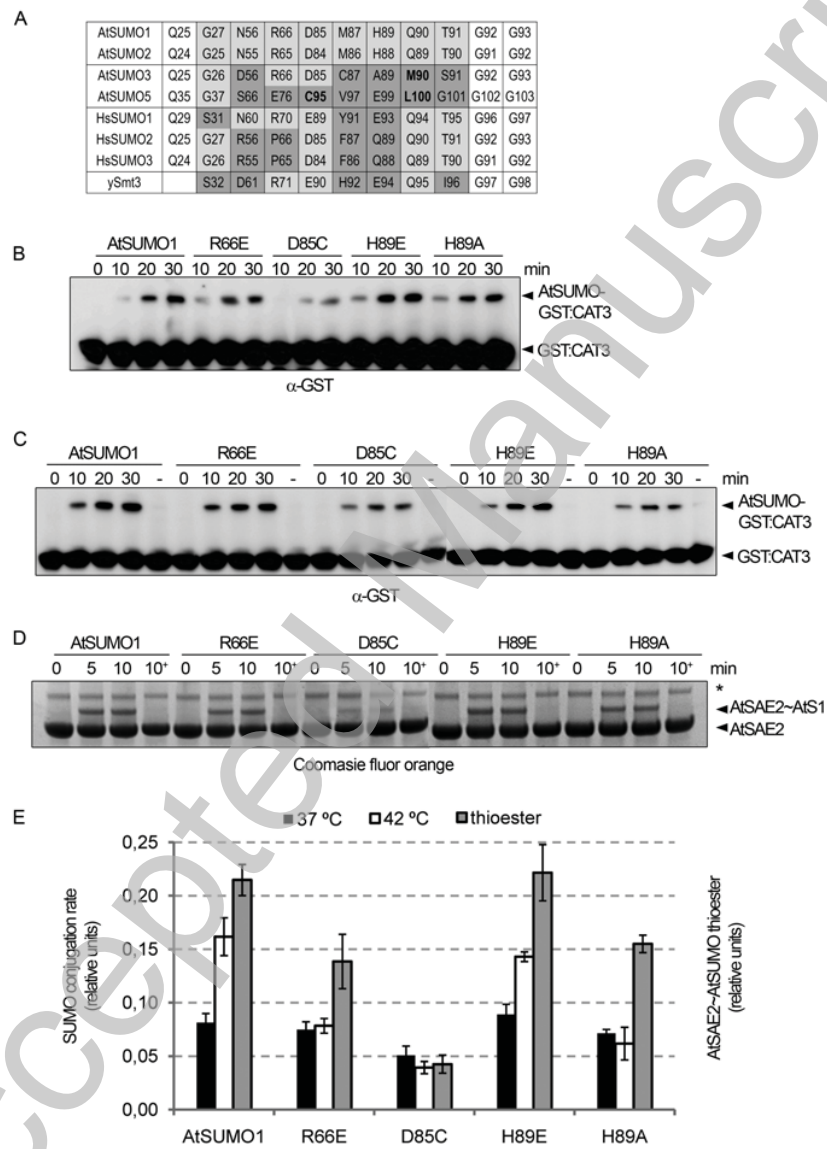 A
AtSUMO1 Q25 G27 N56 R66 D85 M87 H89 Q90 T91 G92 G93
AtSUMO2 Q24 G25 N55 R65 D84 M86 H88 Q89 T90 G91 G92
AtSUMO3 Q25 G26 D56 R66 D85 C87 A89 M90 S91 G92 G93
AtSUMO5 Q35 G37 S66 E76 C95 V97 E99 L100 G101 G102 G103
HsSUMO1 Q29 S31 N60 R70 E89 Y91 E93 Q94 T95 G96 G97
HsSUMO2 Q25 G27 R56 P66 D85 F87 Q89 Q90 T91 G92 G93
HsSUMO3 Q24 G26 R55 P65 D84 F86 Q88 Q89 T90 G91 G92
ySmt3 S32 D61 R71 E90 H92 E94 Q95 I96 G97 G98
B
AtSUMO1 R66E D85C H89E H89A
0 10 20 30 10 20 30 10 20 30 10 20 30 10 20 30 min
AtSUMO-
GST:CAT3
GST:CAT3
α-GST
C
AtSUMO1 R66E D85C H89E H89A
0 10 20 30 - 0 10 20 30 - 0 10 20 30 - 0 10 20 30 - 0 10 20 30 - min
AtSUMO-
GST:CAT3
GST:CAT3
α-GST
D
AtSUMO1 R66E D85C H89E H89A
0 5 10 10+ 0 5 10 10+ 0 5 10 10+ 0 5 10 10+ 0 5 10 10+ min
*
AtSAE2~AtS1
AtSAE2
Coomasie fluor orange
E
37 ºC 42 ºC thioester
SUMO conjugation rate
(relative units)
0,25
0,20
0,15
0,10
0,05
0,00
AtSUMO1 R66E D85C H89E H89A
AtSAE2~AtSUMO thioester
(relative units)
Accepted Manuscri